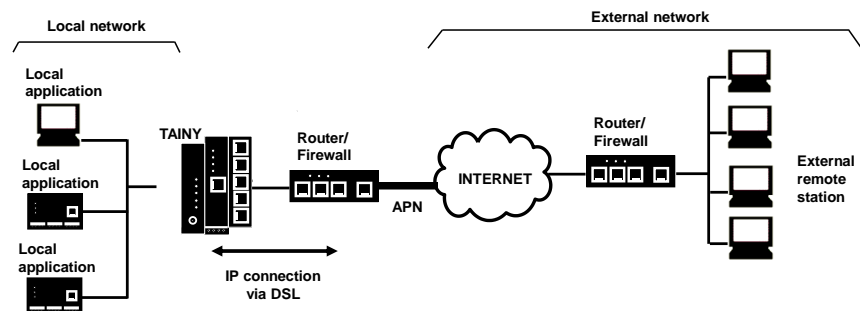 Local network
External network
Local
application
TAINY
Local
application
Local
application
Router/
Firewall
IP connection
via DSL
APN
INTERNET
Router/
Firewall
External
remote
station